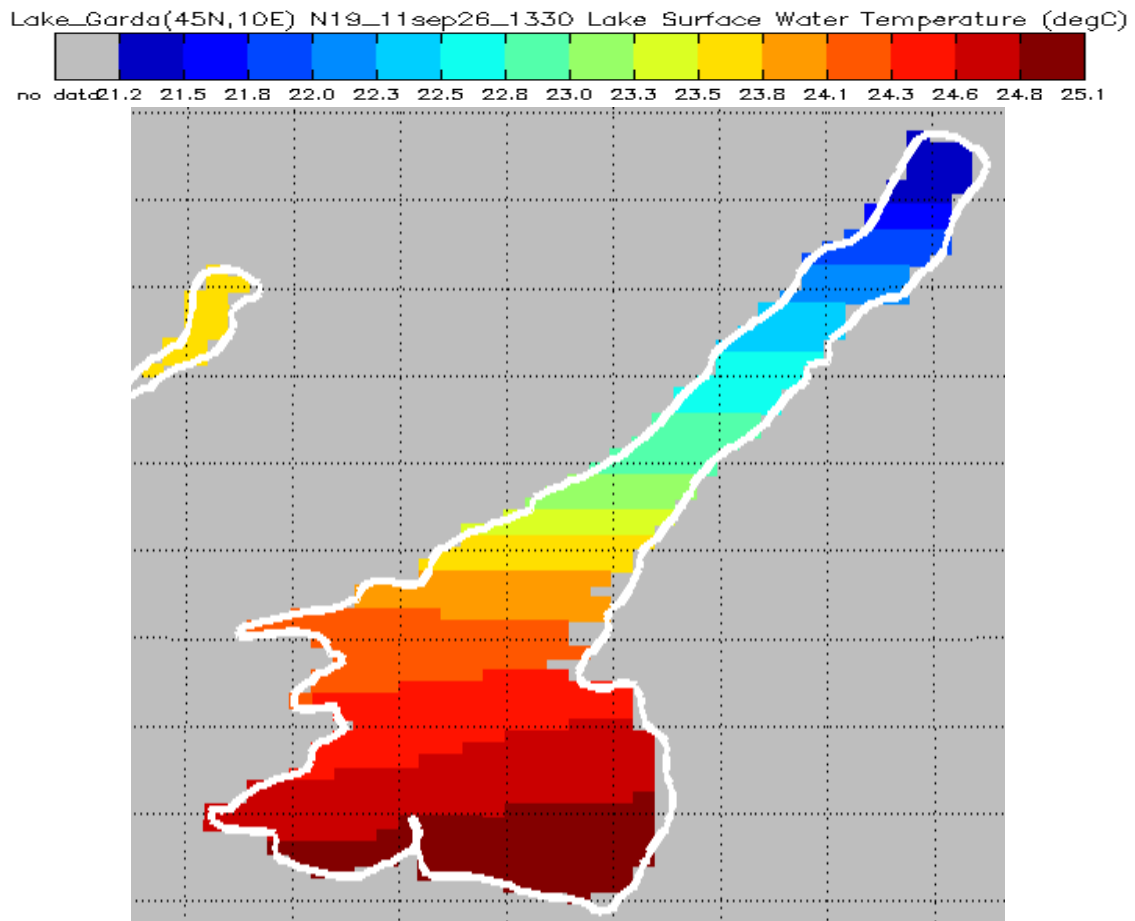 Lake_Garda(45N,10E) N19_11sep26_1330 Lake Surface Water Temperature (degC)
no data21.2 21.5 21.8 22.0 22.3 22.5 22.8 23.0 23.3 23.5 23.8 24.1 24.3 24.6 24.8 25.1